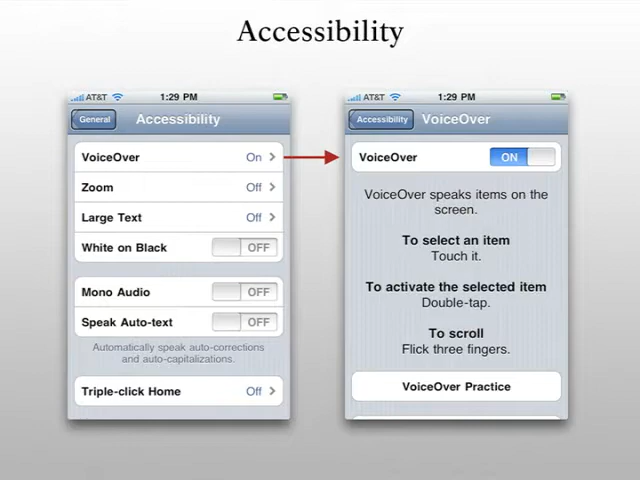 Accessibility
AT&T 1:29 PM
General Accessibility
VoiceOver On
Zoom Off
Large Text Off
White on Black OFF
Mono Audio OFF
Speak Auto-text OFF
Automatically speak auto-corrections
and auto-capitalizations.
Triple-click Home Off
AT&T 1:29 PM
Accessibility VoiceOver
VoiceOver ON
VoiceOver speaks items on the
screen.
To select an item
Touch it.
To activate the selected item
Double-tap.
To scroll
Flick three fingers.
VoiceOver Practice